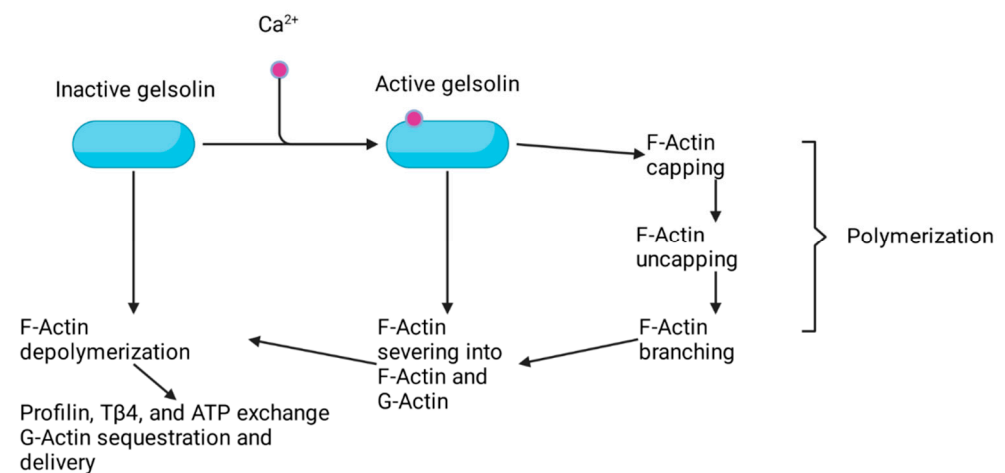 Ca²⁺
Inactive gelsolin
Active gelsolin
F-Actin
capping
F-Actin
uncapping
Polymerization
F-Actin
depolymerization
F-Actin
severing into
F-Actin and
G-Actin
F-Actin
branching
Profilin, Tβ4, and ATP exchange
G-Actin sequestration and
delivery